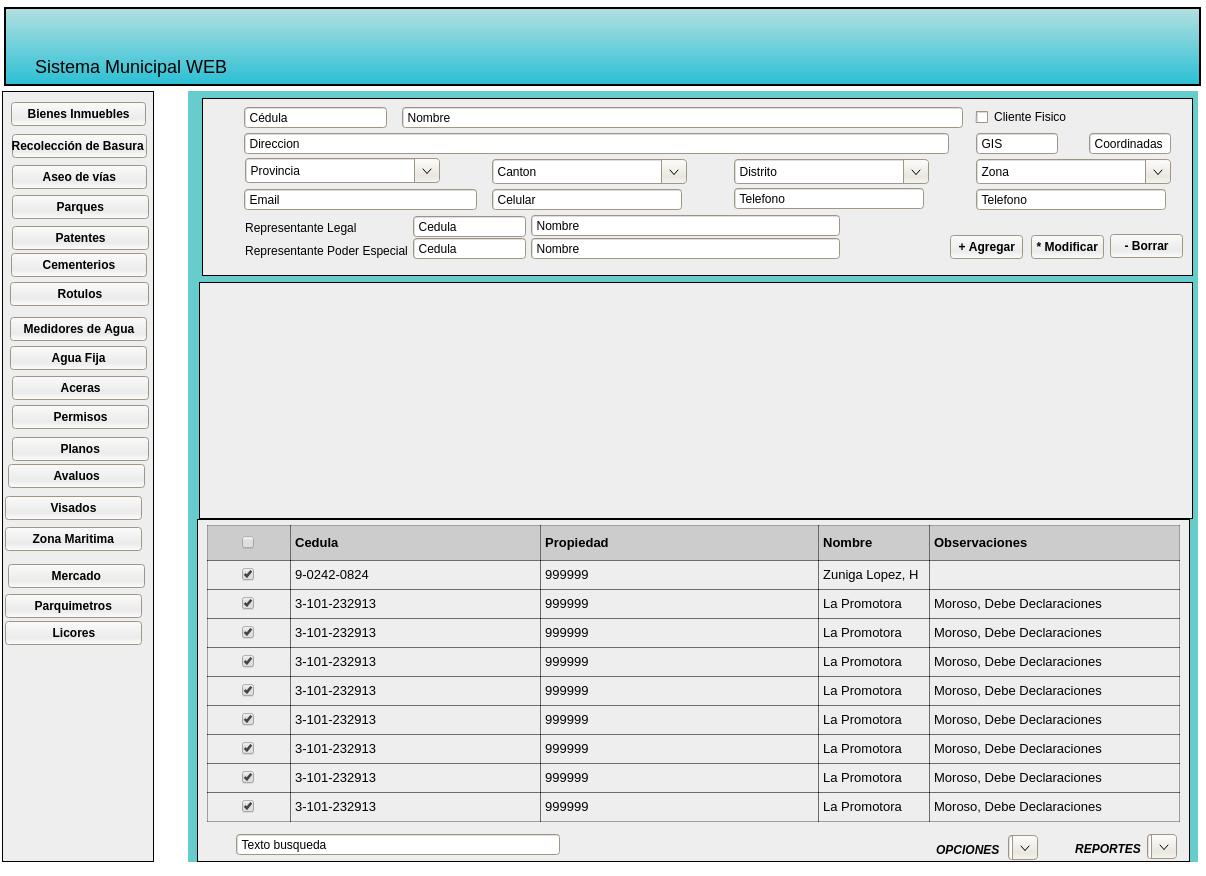 Sistema Municipal WEB
Bienes Inmuebles
Recolección de Basura
Aseo de vías
Parques
Patentes
Cementerios
Rotulos
Medidores de Agua
Agua Fija
Aceras
Permisos
Planos
Avaluos
Visados
Zona Maritima
Mercado
Parquimetros
Licores
Cédula Nombre Cliente Fisico
Direccion GIS Coordinadas
Provincia Canton Distrito Zona
Email Celular Telefono Telefono
Representante Legal Cedula Nombre
Representante Poder Especial Cedula Nombre
+ Agregar * Modificar - Borrar
Cedula Propiedad Nombre Observaciones
9-0242-0824 999999 Zuniga Lopez, H
3-101-232913 999999 La Promotora Moroso, Debe Declaraciones
3-101-232913 999999 La Promotora Moroso, Debe Declaraciones
3-101-232913 999999 La Promotora Moroso, Debe Declaraciones
3-101-232913 999999 La Promotora Moroso, Debe Declaraciones
3-101-232913 999999 La Promotora Moroso, Debe Declaraciones
3-101-232913 999999 La Promotora Moroso, Debe Declaraciones
3-101-232913 999999 La Promotora Moroso, Debe Declaraciones
3-101-232913 999999 La Promotora Moroso, Debe Declaraciones
Texto busqueda OPCIONES REPORTES